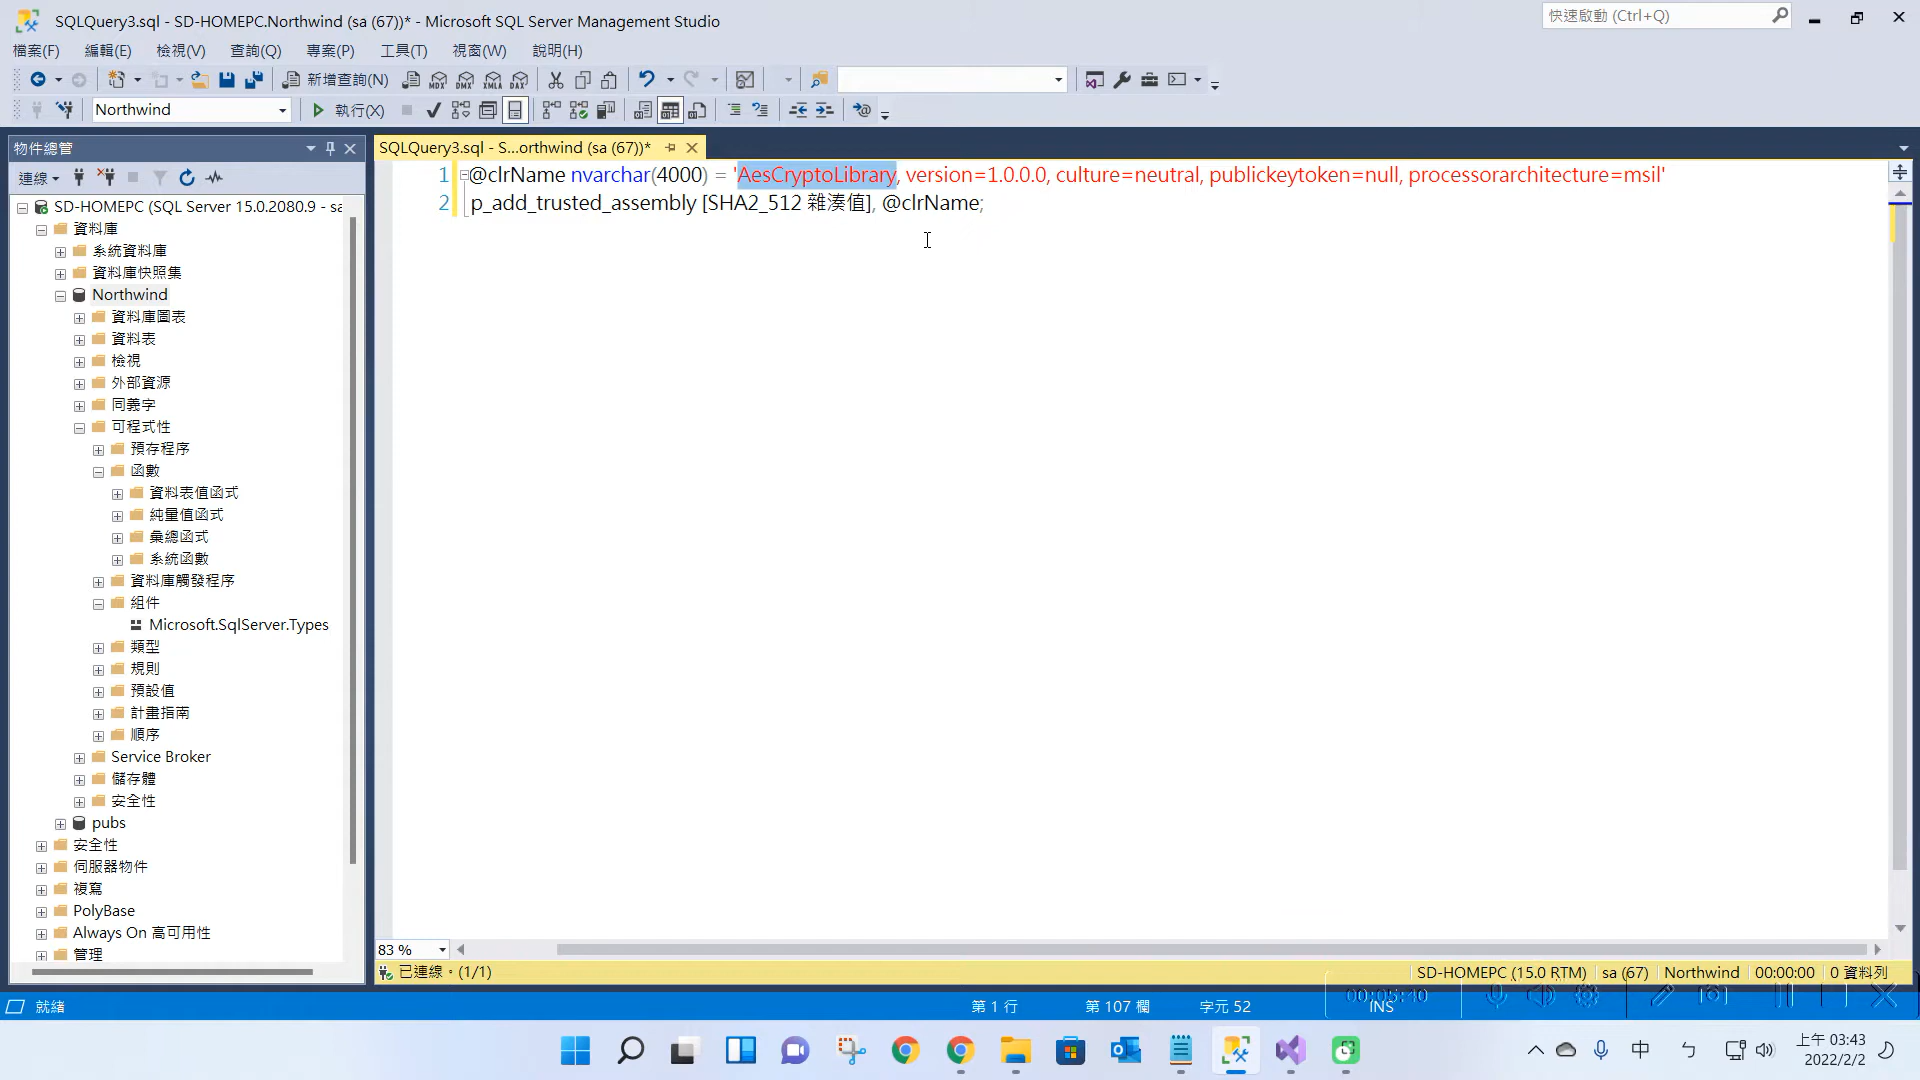 SQLQuery3.sql - SD-HOMEPC.Northwind (sa (67))* - Microsoft SQL Server Management Studio
快速啟動 (Ctrl+Q)
檔案(F) 編輯(E) 檢視(V) 查詢(Q) 專案(P) 工具(T) 視窗(W) 說明(H)
新增查詢(N) MDX DMX XMLA DAX
Northwind 執行(X)
物件總管
SQLQuery3.sql - S...orthwind (sa (67))*
連線
1 @clrName nvarchar(4000) = 'AesCryptoLibrary, version=1.0.0.0, culture=neutral, publickeytoken=null, processorarchitecture=msil'
2 p_add_trusted_assembly [SHA2_512 雜湊值], @clrName;
SD-HOMEPC (SQL Server 15.0.2080.9 - sa
資料庫
系統資料庫
資料庫快照集
Northwind
資料庫圖表
資料表
檢視
外部資源
同義字
可程式性
預存程序
函數
資料表值函式
純量值函式
彙總函式
系統函數
資料庫觸發程序
組件
Microsoft.SqlServer.Types
類型
規則
預設值
計畫指南
順序
Service Broker
儲存體
安全性
pubs
安全性
伺服器物件
複寫
PolyBase
Always On 高可用性
管理
83 %
已連線。(1/1) SD-HOMEPC (15.0 RTM) sa (67) Northwind 00:00:00 0 資料列
就緒 第 1 行 第 107 欄 字元 52 INS
00:05:40
中 ㄅ 上午 03:43
2022/2/2